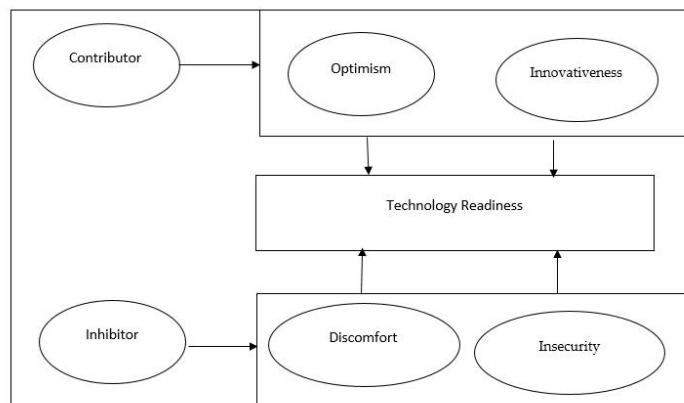 Contributor
Optimism
Innovativeness
Technology Readiness
Inhibitor
Discomfort
Insecurity